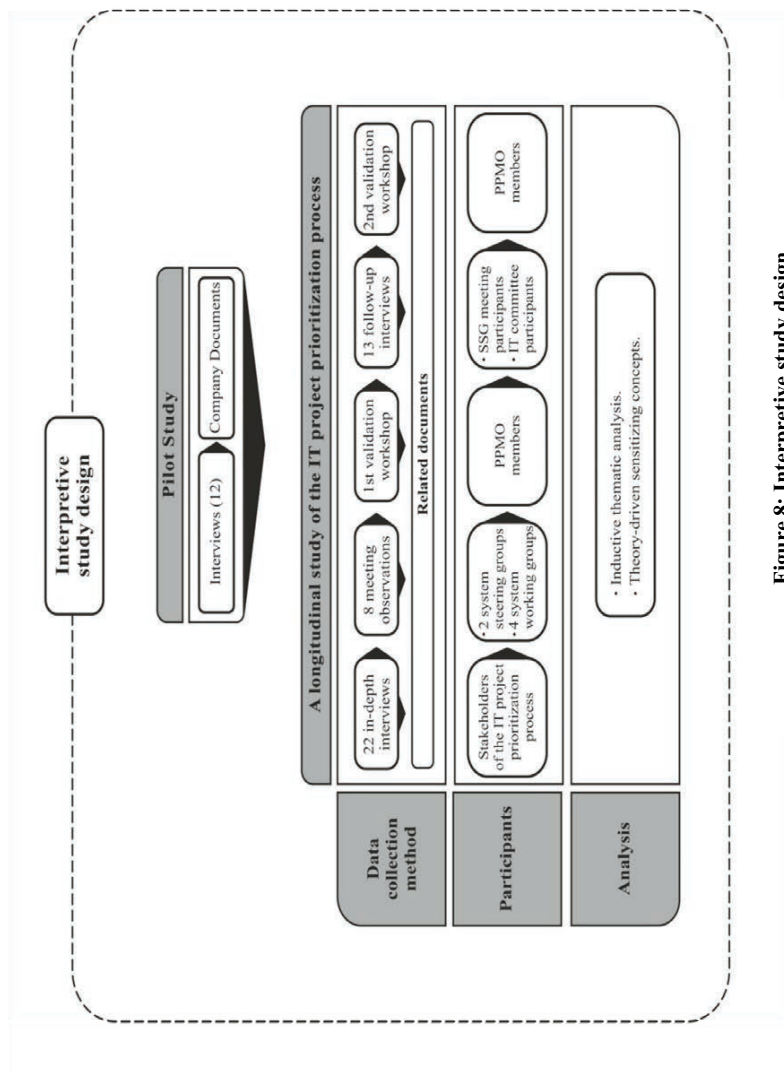 Interpretive
study design
Pilot Study
Interviews (12)
Company Documents
A longitudinal study of the IT project prioritization process
Data
collection
method
22 in-depth
interviews
8 meeting
observations
1st validation
workshop
13 follow-up
interviews
2nd validation
workshop
Related documents
Participants
Stakeholders
of the IT project
prioritization
process
• 2 system
steering groups
• 4 system
working groups
PPMO
members
• SSG meeting
participants
• IT committee
participants
PPMO
members
Analysis
• Inductive thematic analysis.
• Theory-driven sensitizing concepts.
Figure 8: Interpretive study design